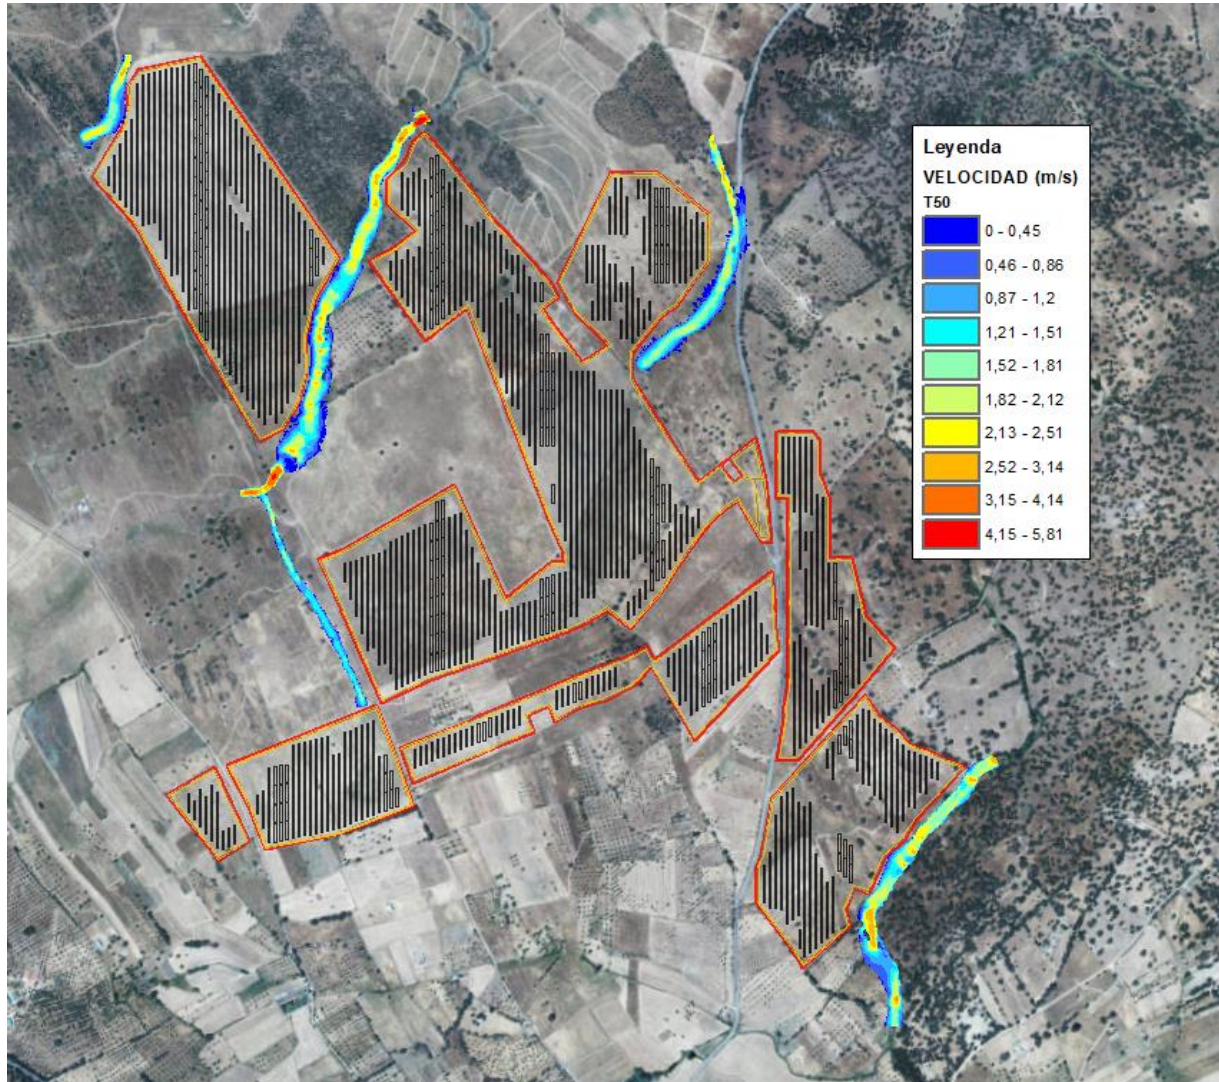 Leyenda
VELOCIDAD (m/s)
T50
0 - 0,45
0,46 - 0,86
0,87 - 1,2
1,21 - 1,51
1,52 - 1,81
1,82 - 2,12
2,13 - 2,51
2,52 - 3,14
3,15 - 4,14
4,15 - 5,81